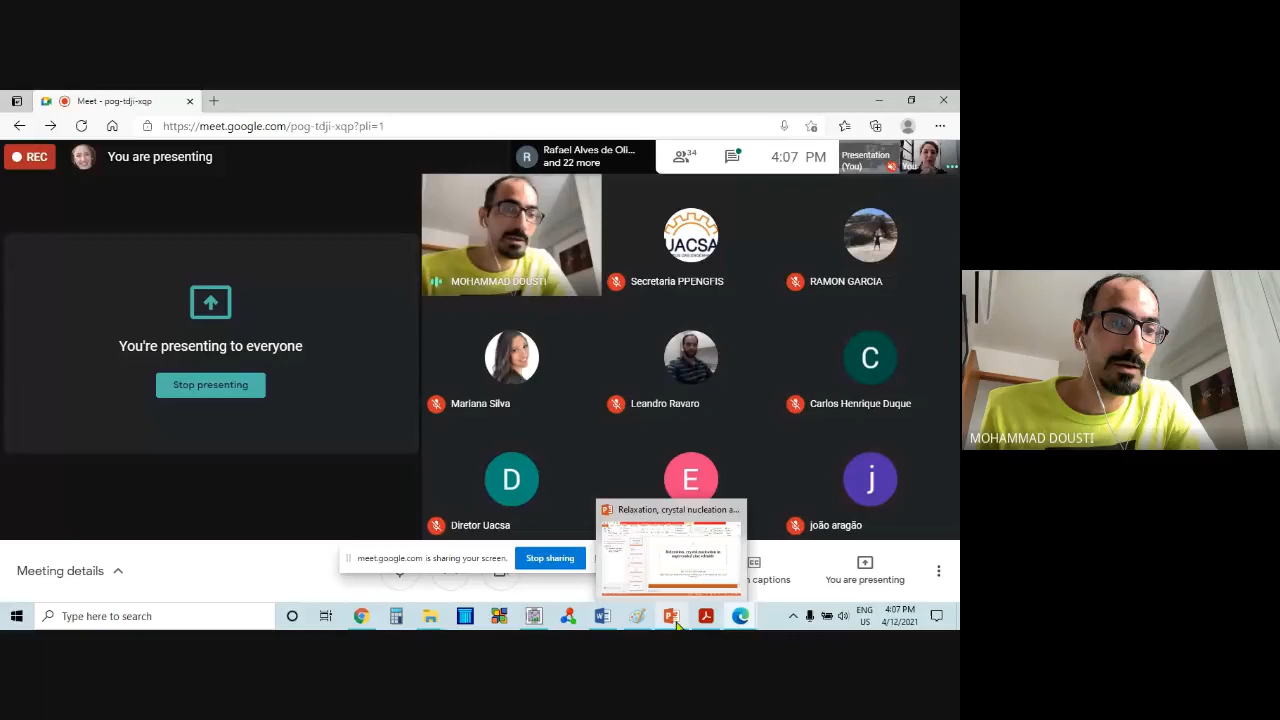 Meet - pog-tdji-xqp
https://meet.google.com/pog-tdji-xqp?pli=1
REC
You are presenting
R
Rafael Alves de Oli...
and 22 more
34
4:07 PM
Presentation
(You)
You
MOHAMMAD DOUSTI
UACSA
Secretaria PPENGFIS
RAMON GARCIA
You're presenting to everyone
Stop presenting
Mariana Silva
Leandro Ravaro
C
Carlos Henrique Duque
MOHAMMAD DOUSTI
D
E
j
Diretor Uacsa
Relaxation, crystal nucleation a...
joão aragão
meet.google.com is sharing your screen.
Stop sharing
Meeting details
captions
You are presenting
Type here to search
ENG
US
4:07 PM
4/12/2021